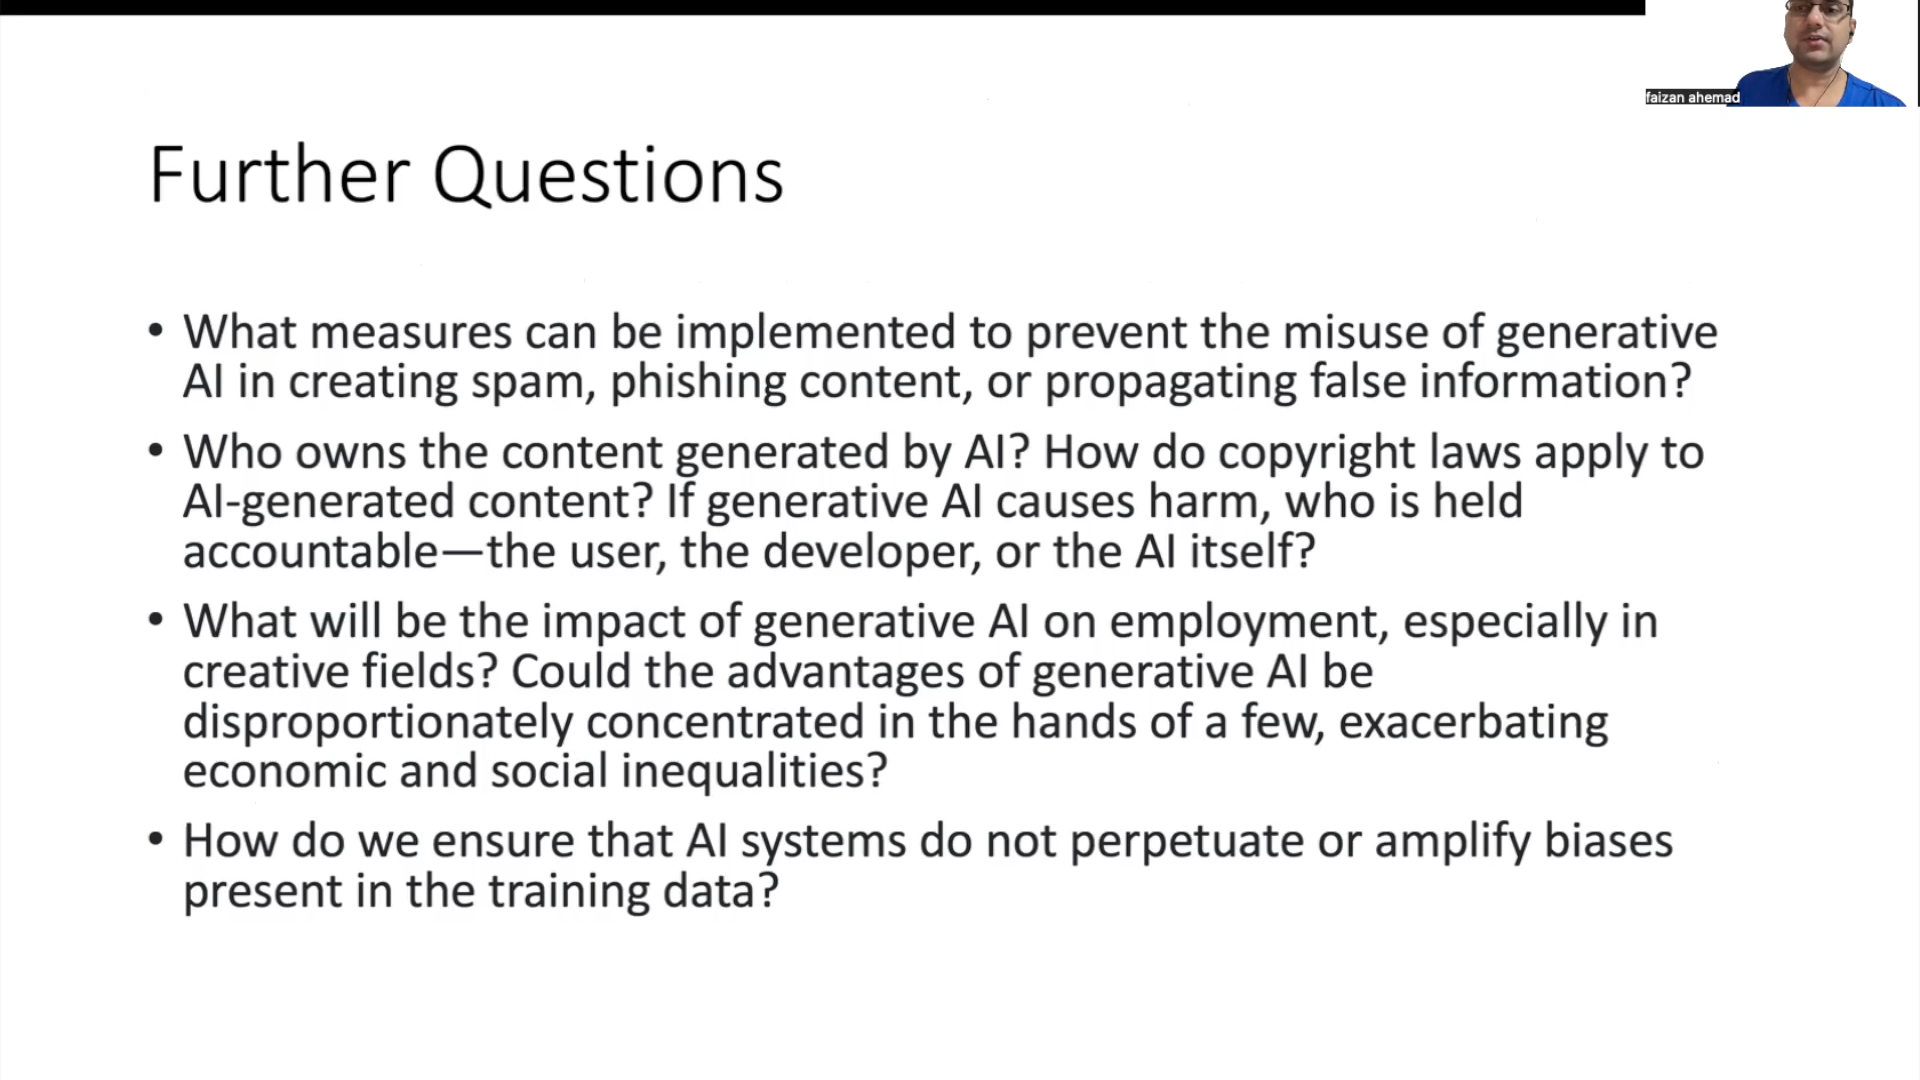 faizan ahemad
Further Questions
• What measures can be implemented to prevent the misuse of generative
AI in creating spam, phishing content, or propagating false information?
• Who owns the content generated by AI? How do copyright laws apply to
AI-generated content? If generative AI causes harm, who is held
accountable—the user, the developer, or the AI itself?
• What will be the impact of generative AI on employment, especially in
creative fields? Could the advantages of generative AI be
disproportionately concentrated in the hands of a few, exacerbating
economic and social inequalities?
• How do we ensure that AI systems do not perpetuate or amplify biases
present in the training data?